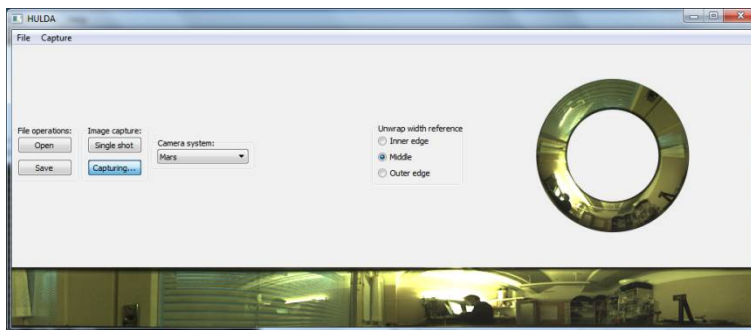 HULDA
File Capture
File operations:
Open
Save
Image capture:
Single shot
Capturing...
Camera system:
Mars
Unwrap width reference
Inner edge
Middle
Outer edge